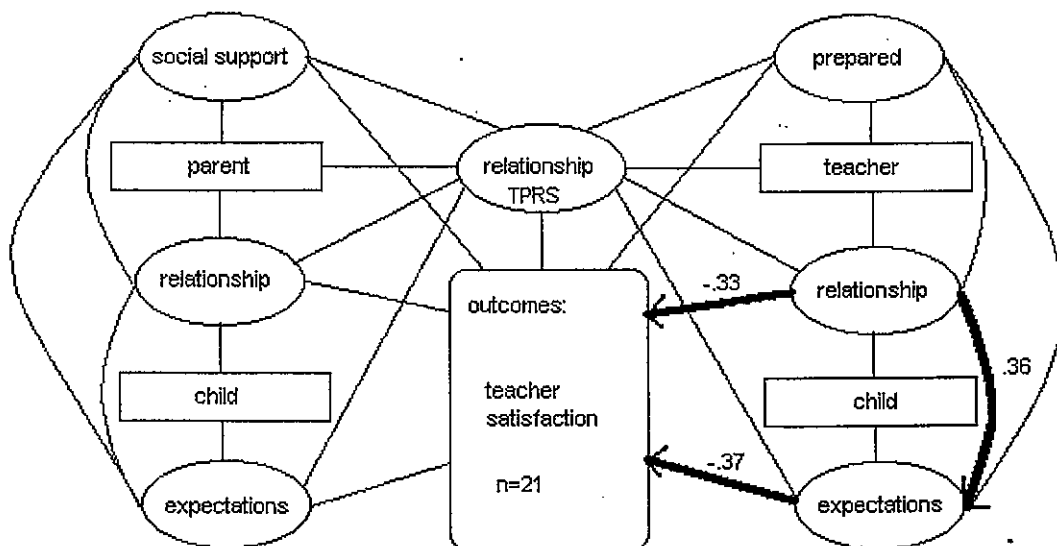 social support
prepared
parent
relationship
TPRS
teacher
relationship
outcomes:
-.33
relationship
.36
child
teacher
satisfaction
child
-.37
n=21
expectations
expectations